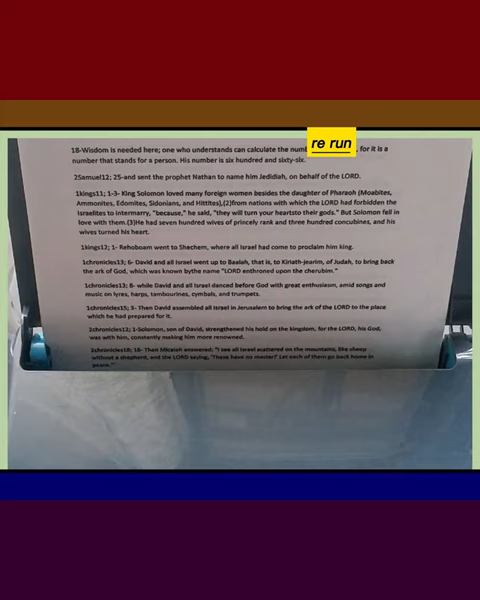 re run
18-Wisdom is needed here; one who understands can calculate the for it is a
number that stands for a person. His number is six hundred and sixty-six.
2Samuel12; 25-and sent the prophet Nathan to name him Jedidiah, on behalf of the LORD.
1kings11; 1-3- King Solomon loved many foreign women besides the daughter of Pharaoh (Moabites,
Ammonites, Edomites, Sidonians, and Hittites),(2)from nations with which the LORD had forbidden the
Israelites to intermarry, "because," he said, "they will turn your heartsto their gods." But Solomon fell in
love with them.(3)He had seven hundred wives of princely rank and three hundred concubines, and his
wives turned his heart.
1kings12; 1- Rehoboam went to Shechem, where all Israel had come to proclaim him king.
1chronicles13; 6- David and all Israel went up to Baalah, that is, to Kiriath-jearim, of Judah, to bring back
the ark of God, which was known bythe name "LORD enthroned upon the cherubim."
1chronicles13; 8- while David and all Israel danced before God with great enthusiasm, amid songs and
music on lyres, harps, tambourines, cymbals, and trumpets.
1chronicles15; 3- Then David assembled all Israel in Jerusalem to bring the ark of the LORD to the place
which he had prepared for it.
2chronicles12; 1-Solomon, son of David, strengthened his hold on the kingdom, for the LORD, his God,
was with him, constantly making him more renowned.
2chronicles18; 16- Then Micaiah answered: "I see all Israel scattered on the mountains, like sheep
without a shepherd, and the LORD saying, 'These have no master! Let each of them go back home in
peace.'"